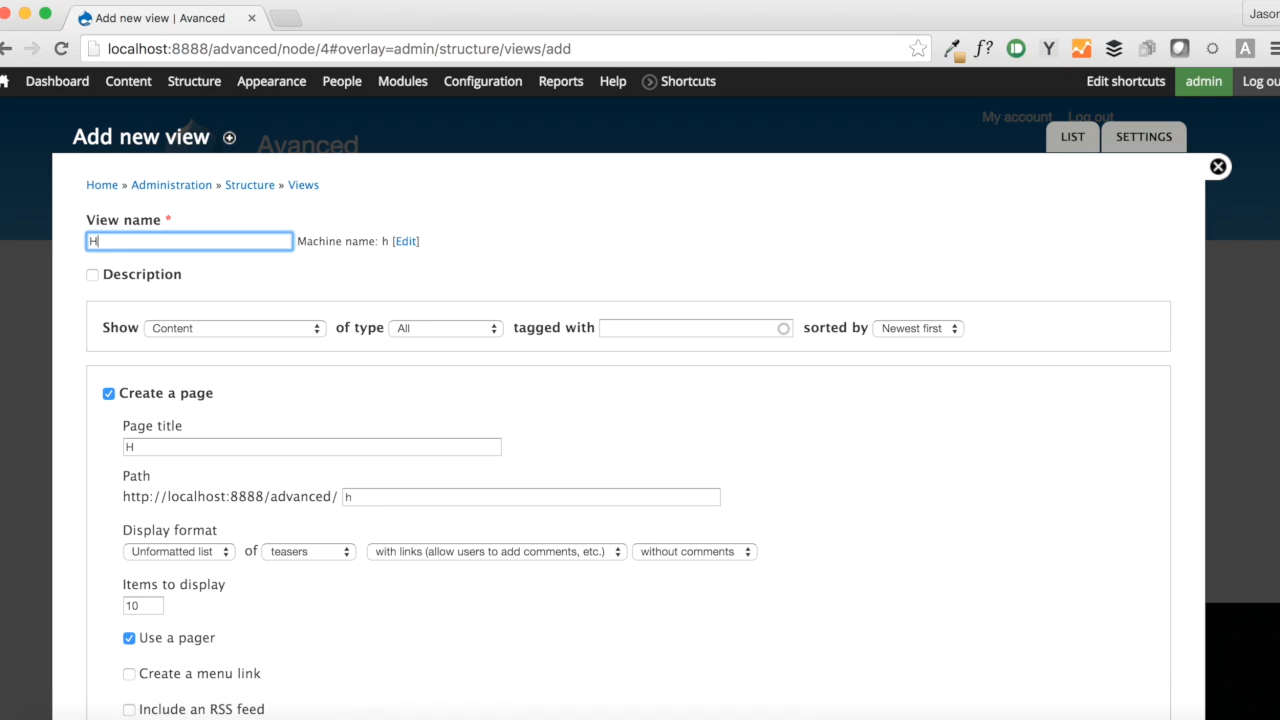 Add new view | Avanced
Jason
localhost:8888/advanced/node/4#overlay=admin/structure/views/add
f? Y A
Dashboard Content Structure Appearance People Modules Configuration Reports Help Shortcuts Edit shortcuts admin Log ou
My account Log out
Add new view Avanced LIST SETTINGS
Home » Administration » Structure » Views
View name *
H Machine name: h [Edit]
Description
Show Content of type All tagged with sorted by Newest first
Create a page
Page title
H
Path
http://localhost:8888/advanced/ h
Display format
Unformatted list of teasers with links (allow users to add comments, etc.) without comments
Items to display
10
Use a pager
Create a menu link
Include an RSS feed